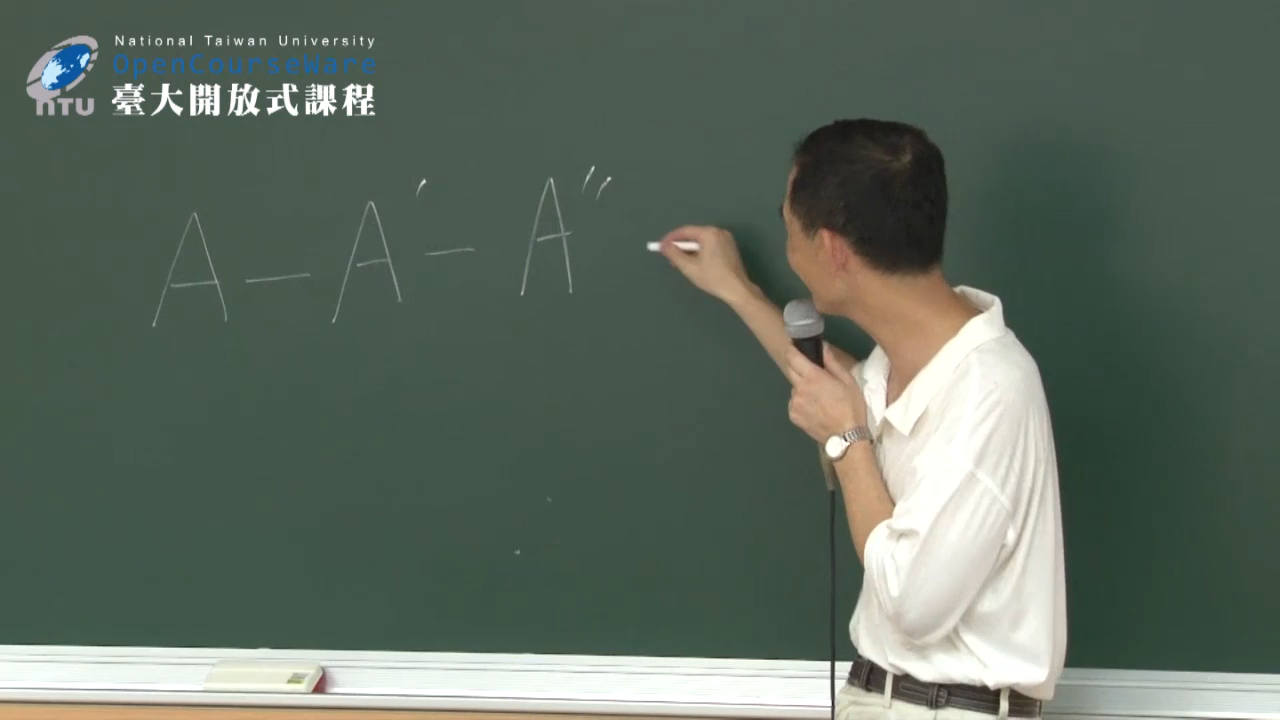 National Taiwan University
OpenCourseWare
NTU
臺大開放式課程
A — A' — A"